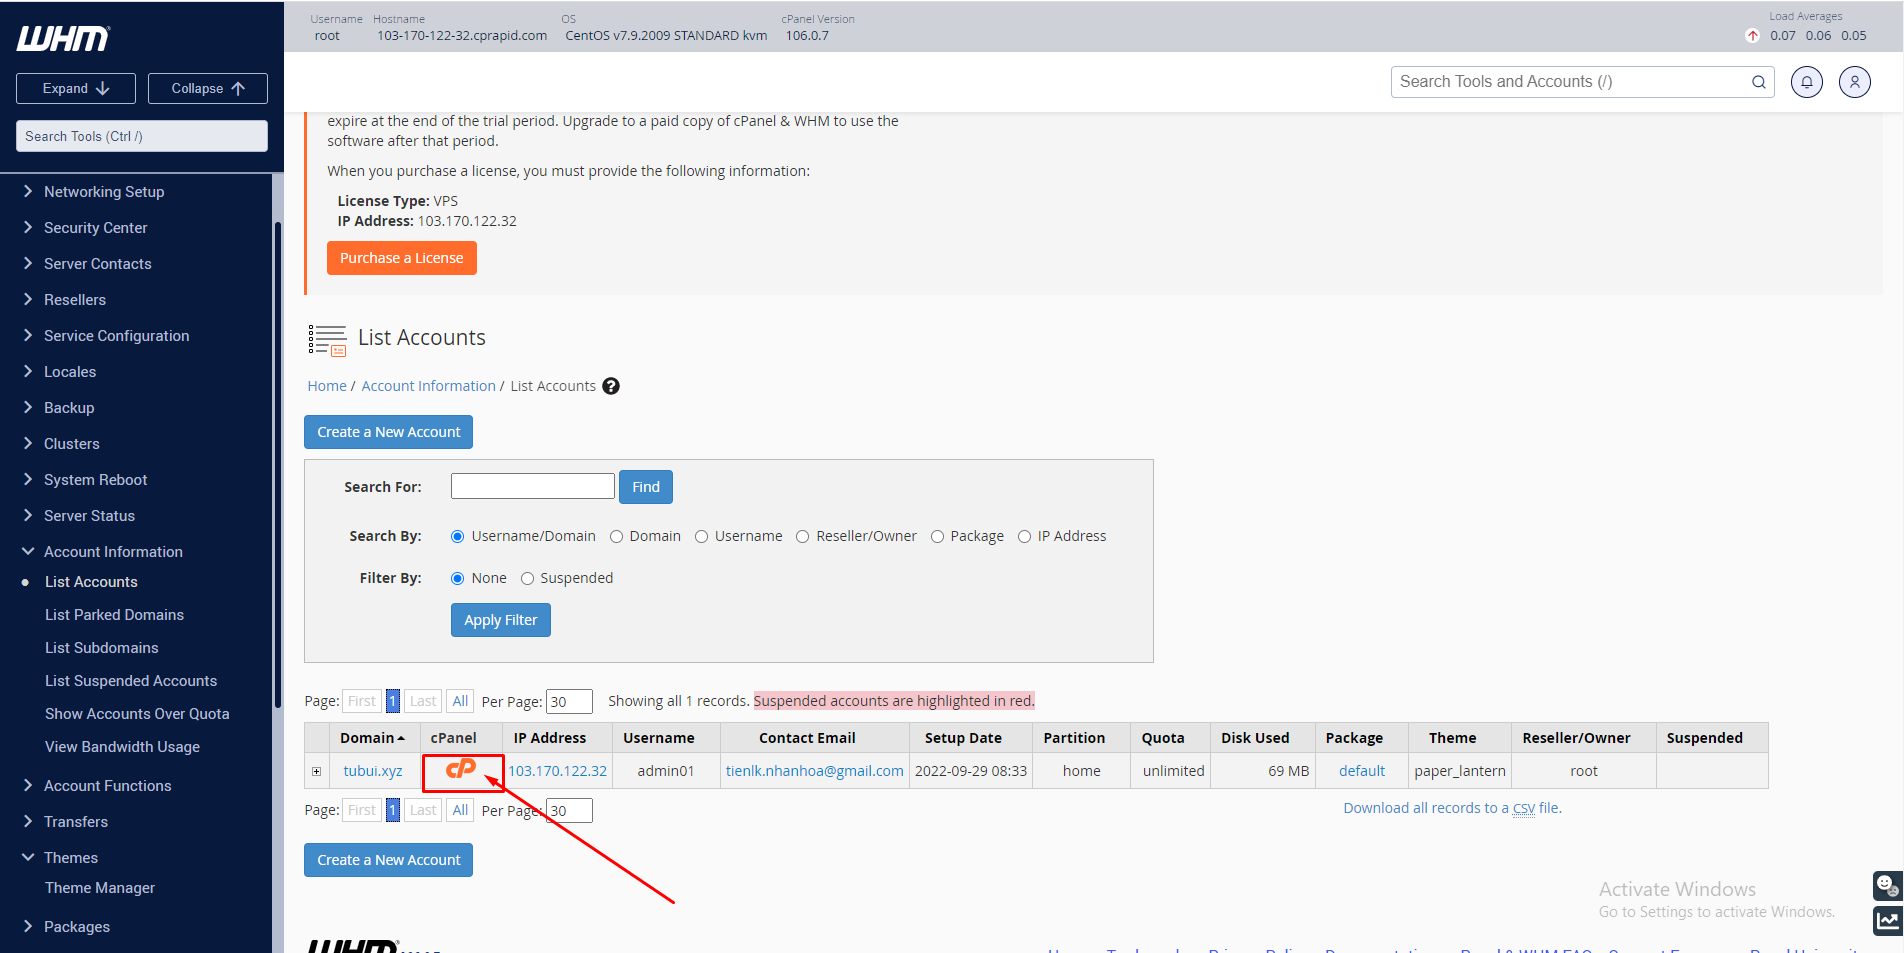 WHM
Username Hostname OS cPanel Version Load Averages
root 103-170-122-32.cprapid.com CentOS v7.9.2009 STANDARD kvm 106.0.7 0.07 0.06 0.05
Expand Collapse
Search Tools (Ctrl /)
Search Tools and Accounts (/)
Networking Setup
Security Center
Server Contacts
Resellers
Service Configuration
Locales
Backup
Clusters
System Reboot
Server Status
Account Information
List Accounts
List Parked Domains
List Subdomains
List Suspended Accounts
Show Accounts Over Quota
View Bandwidth Usage
Account Functions
Transfers
Themes
Theme Manager
Packages
expire at the end of the trial period. Upgrade to a paid copy of cPanel & WHM to use the
software after that period.
When you purchase a license, you must provide the following information:
License Type: VPS
IP Address: 103.170.122.32
Purchase a License
List Accounts
Home / Account Information / List Accounts ?
Create a New Account
Search For: Find
Search By: Username/Domain Domain Username Reseller/Owner Package IP Address
Filter By: None Suspended
Apply Filter
Page: First 1 Last All Per Page: 30 Showing all 1 records. Suspended accounts are highlighted in red.
Domain cPanel IP Address Username Contact Email Setup Date Partition Quota Disk Used Package Theme Reseller/Owner Suspended
tubui.xyz cP 103.170.122.32 admin01 tienlk.nhanhoa@gmail.com 2022-09-29 08:33 home unlimited 69 MB default paper_lantern root
Page: First 1 Last All Per Page: 30 Download all records to a CSV file.
Create a New Account
Activate Windows
Go to Settings to activate Windows.
WHM